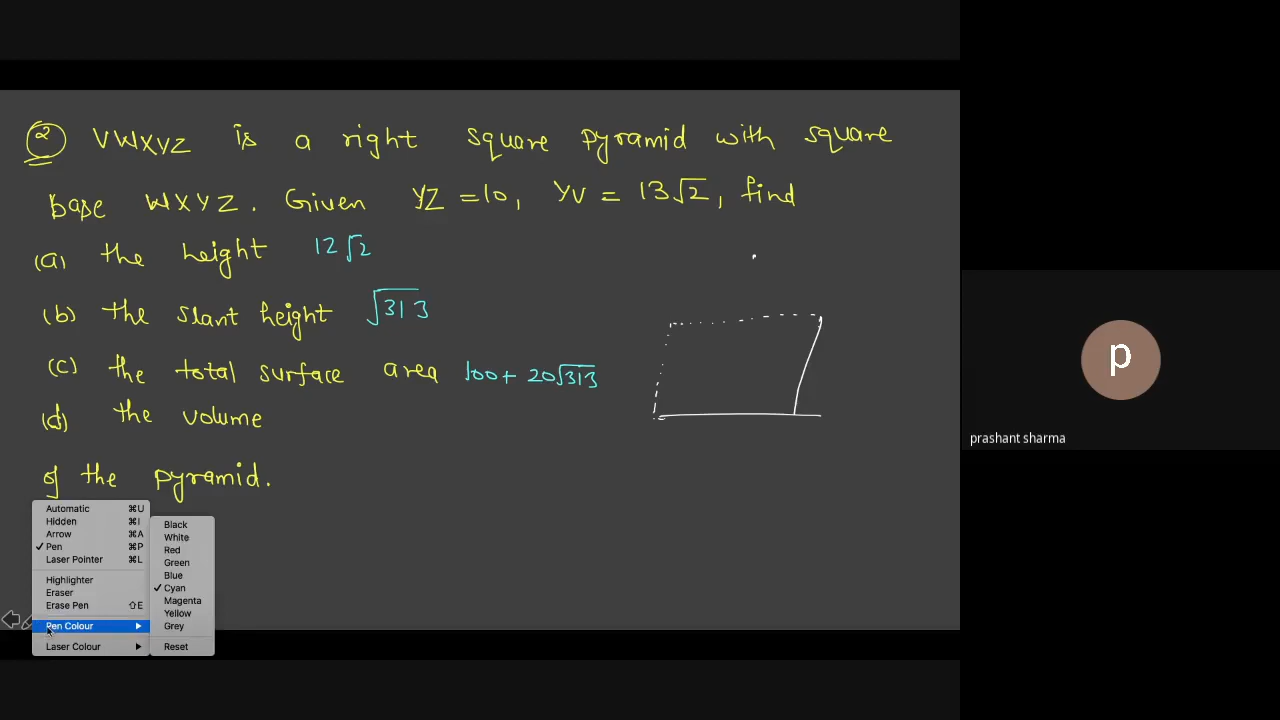 ② VWXYZ is a right square pyramid with square
base WXYZ. Given YZ =10, YV = 13√2, find
(a) the height 12√2
(b) the slant height √313
(c) the total surface area 100+ 20√313
(d) the volume
of the pyramid.
Automatic ⌘U
Hidden ⌘I
Arrow ⌘A
✓ Pen ⌘P
Laser Pointer ⌘L
Highlighter
Eraser
Erase Pen ⇧E
Pen Colour
Laser Colour
Black
White
Red
Green
Blue
✓ Cyan
Magenta
Yellow
Grey
Reset
p
prashant sharma